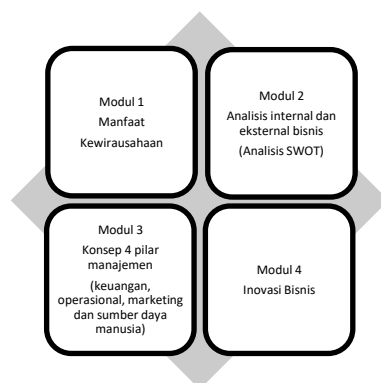 Modul 1
Manfaat
Kewirausahaan
Modul 2
Analisis internal dan
eksternal bisnis
(Analisis SWOT)
Modul 3
Konsep 4 pilar
manajemen
(keuangan,
operasional, marketing
dan sumber daya
manusia)
Modul 4
Inovasi Bisnis